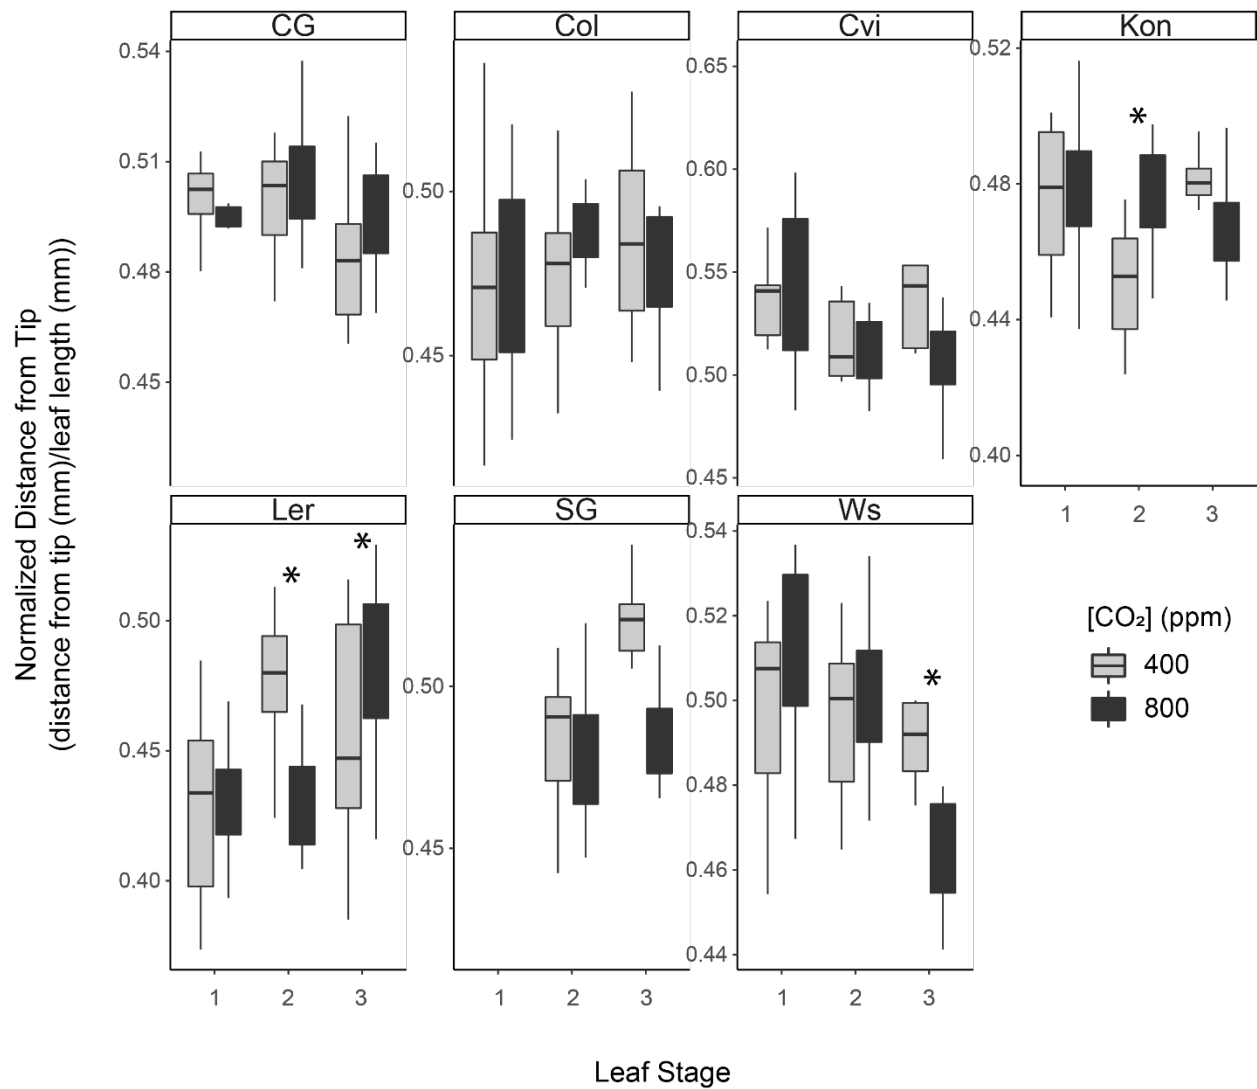 Normalized Distance from Tip
(distance from tip (mm)/leaf length (mm))
CG
0.54
0.51
0.48
0.45
Col
0.50
0.45
Cvi
0.65
0.60
0.55
0.50
0.45
Kon
0.52
0.48
0.44
0.40
*
1 2 3
Ler
0.50
0.45
0.40
* *
1 2 3
SG
0.50
0.45
1 2 3
Ws
0.54
0.52
0.50
0.48
0.46
0.44
*
1 2 3
[CO₂] (ppm)
400
800
Leaf Stage